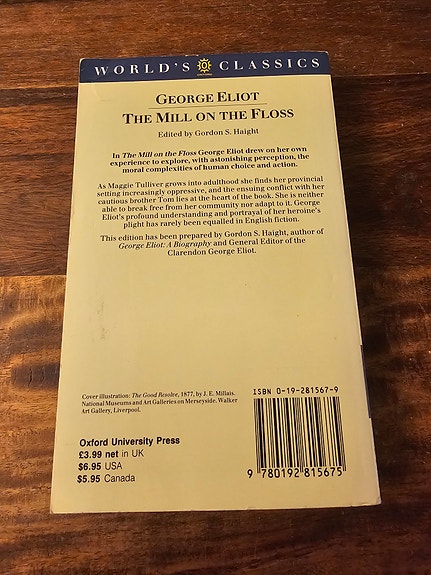 WORLD'S CLASSICS
GEORGE ELIOT
THE MILL ON THE FLOSS
Edited by Gordon S. Haight
In The Mill on the Floss George Eliot drew on her own
experience to explore, with astonishing perception, the
moral complexities of human choice and action.
As Maggie Tulliver grows into adulthood she finds her provincial
setting increasingly oppressive, and the ensuing conflict with her
cautious brother Tom lies at the heart of the book. She is neither
able to break free from her community nor adapt to it. George
Eliot's profound understanding and portrayal of her heroine's
plight has rarely been equalled in English fiction.
This edition has been prepared by Gordon S. Haight, author of
George Eliot: A Biography and General Editor of the
Clarendon George Eliot.
Cover illustration: The Good Resolve, 1877, by J. E. Millais.
National Museums and Art Galleries on Merseyside. Walker
Art Gallery, Liverpool.
Oxford University Press
£3.99 net in UK
$6.95 USA
$5.95 Canada
ISBN 0-19-281567-9
9 780192 815675